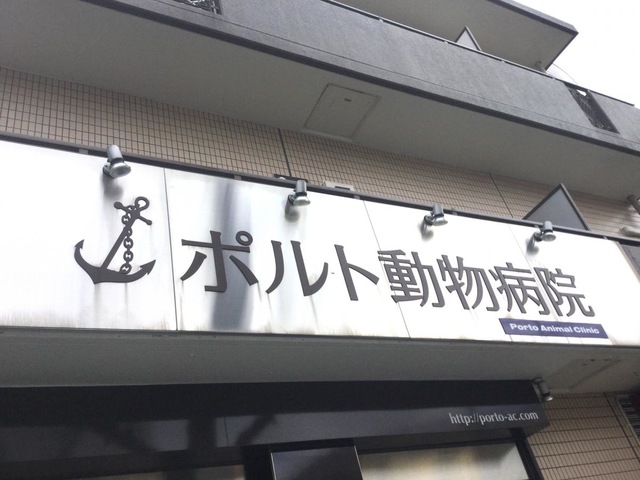 ポルト動物病院
Porto Animal Clinic
http://porto-ac.com